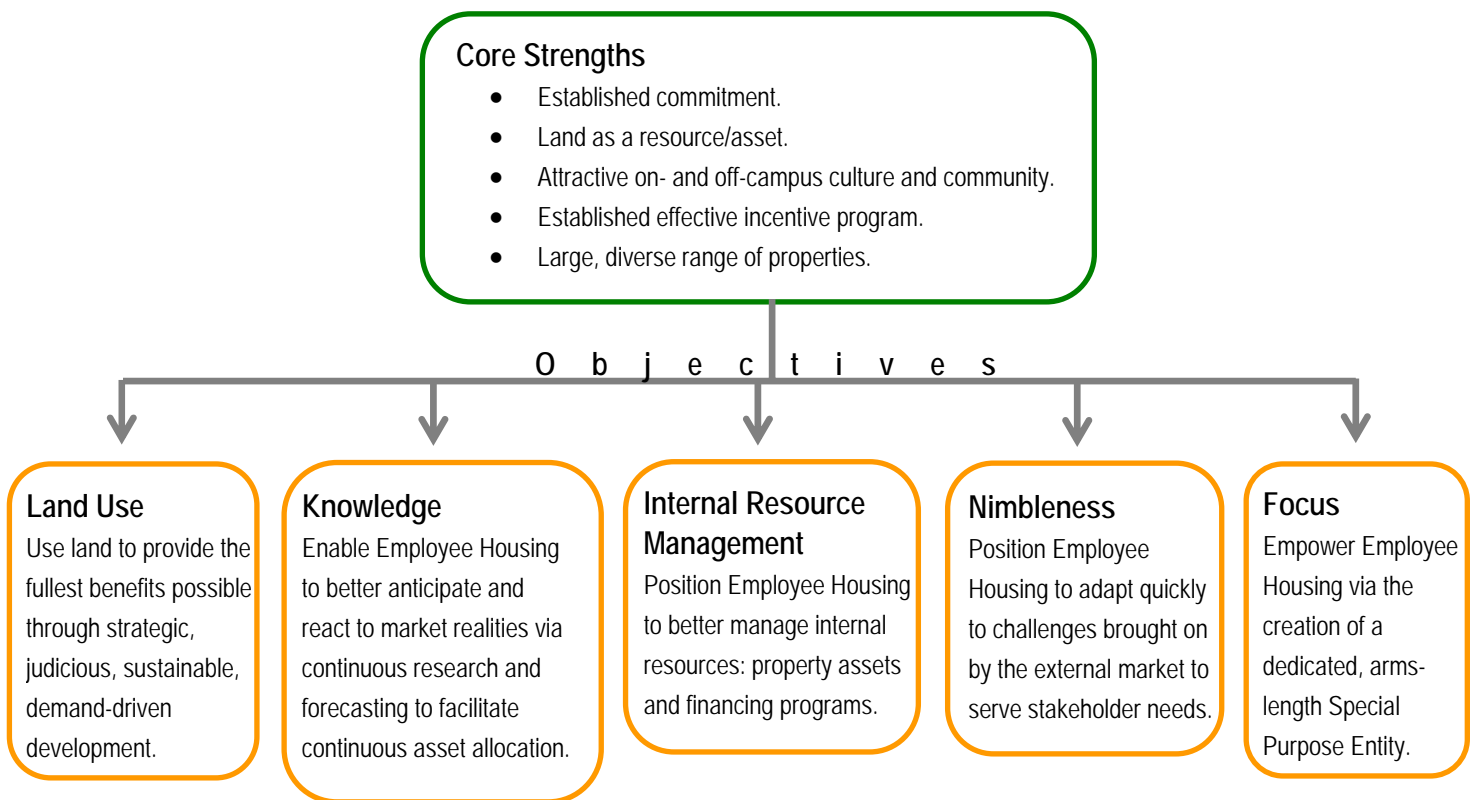 Core Strengths
• Established commitment.
• Land as a resource/asset.
• Attractive on- and off-campus culture and community.
• Established effective incentive program.
• Large, diverse range of properties.
O b j e c t i v e s
Land Use
Use land to provide the
fullest benefits possible
through strategic,
judicious, sustainable,
demand-driven
development.
Knowledge
Enable Employee Housing
to better anticipate and
react to market realities via
continuous research and
forecasting to facilitate
continuous asset allocation.
Internal Resource
Management
Position Employee Housing
to better manage internal
resources: property assets
and financing programs.
Nimbleness
Position Employee
Housing to adapt quickly
to challenges brought on
by the external market to
serve stakeholder needs.
Focus
Empower Employee
Housing via the
creation of a
dedicated, arms-
length Special
Purpose Entity.